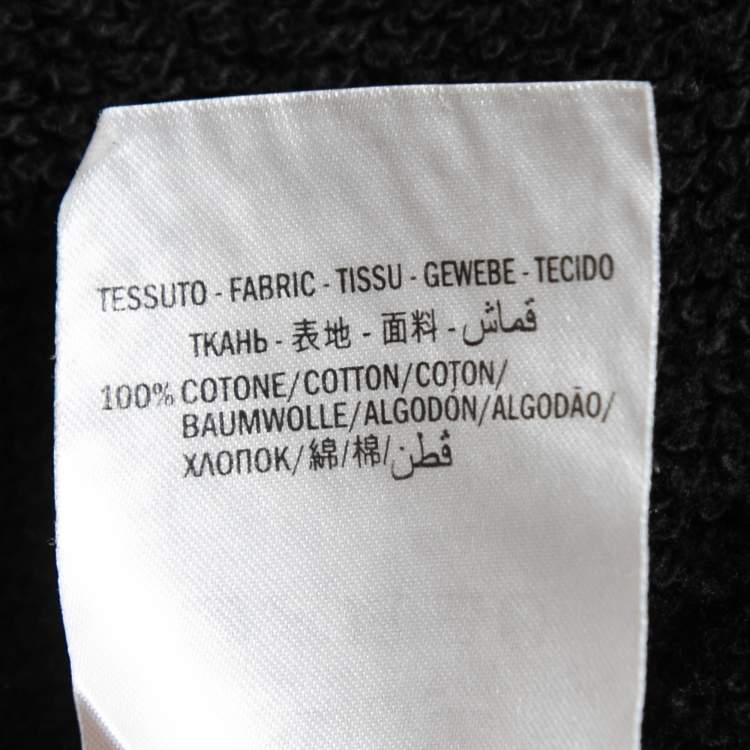 TESSUTO - FABRIC - TISSU - GEWEBE - TECIDO
ТКАНЬ - 表地 - 面料 - قماش
100% COTONE/COTTON/COTON/
BAUMWOLLE/ALGODÓN/ALGODÃO/
ХЛОПОК/綿/棉/قطن